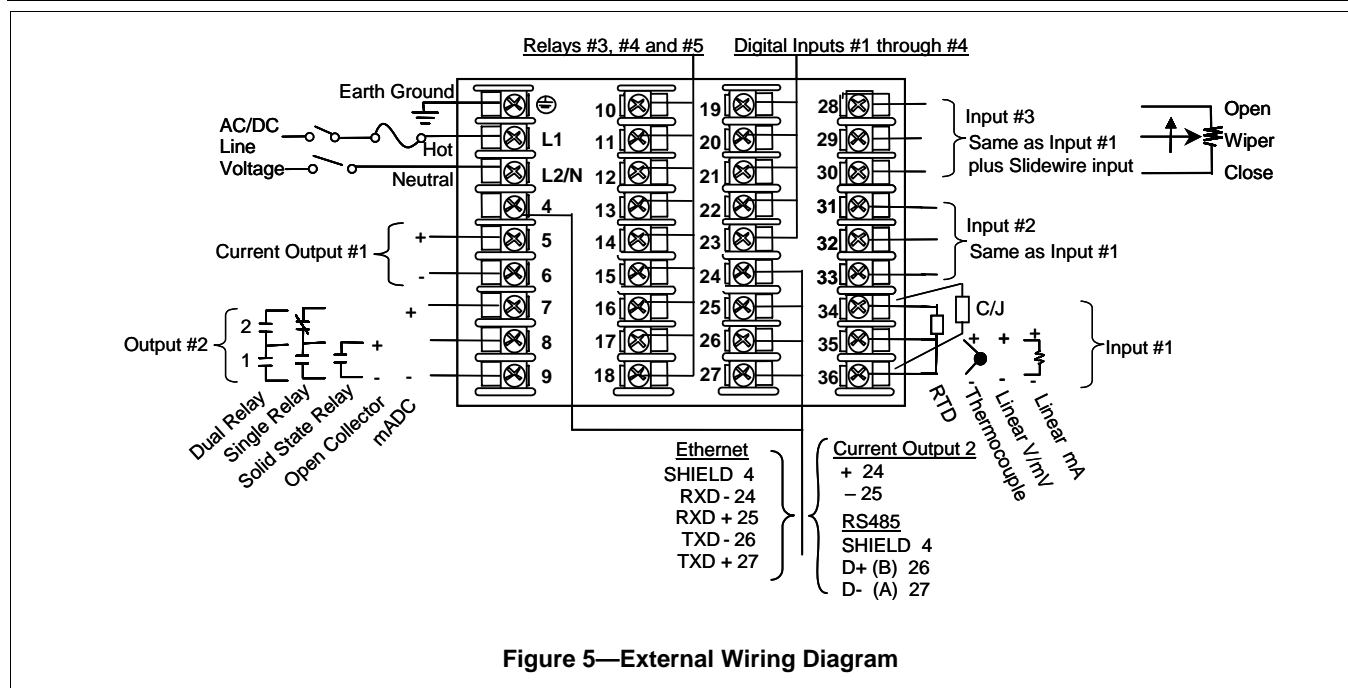 Relays #3, #4 and #5
Digital Inputs #1 through #4
Earth Ground
AC/DC
Line
Voltage
Hot
Neutral
L1
L2/N
4
5
6
7
8
9
10
11
12
13
14
15
16
17
18
19
20
21
22
23
24
25
26
27
28
29
30
31
32
33
34
35
36
Current Output #1
+
-
Output #2
2
1
+
+
-
-
Dual Relay
Single Relay
Solid State Relay
Open Collector
mADC
Input #3
Same as Input #1
plus Slidewire input
Open
Wiper
Close
Input #2
Same as Input #1
C/J
+ + +
- - -
Input #1
RTD
Thermocouple
Linear V/mV
Linear mA
Ethernet
SHIELD 4
RXD - 24
RXD + 25
TXD - 26
TXD + 27
Current Output 2
+ 24
– 25
RS485
SHIELD 4
D+ (B) 26
D- (A) 27
Figure 5—External Wiring Diagram